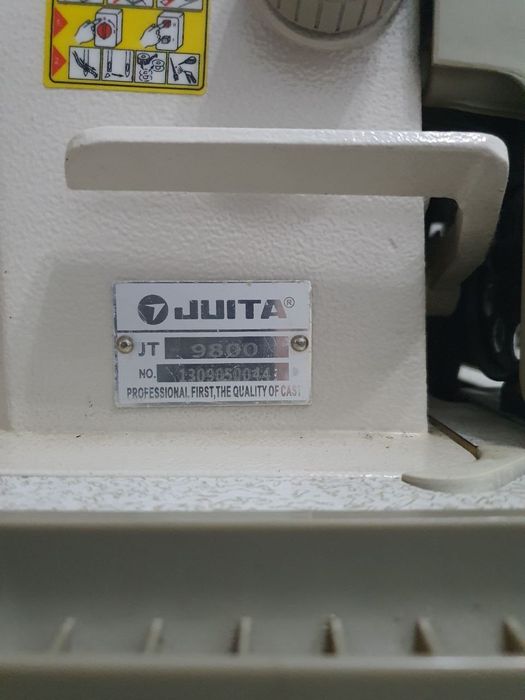 JUITA®
JT 9800
NO. 1309050044
PROFESSIONAL FIRST,THE QUALITY OF CAST